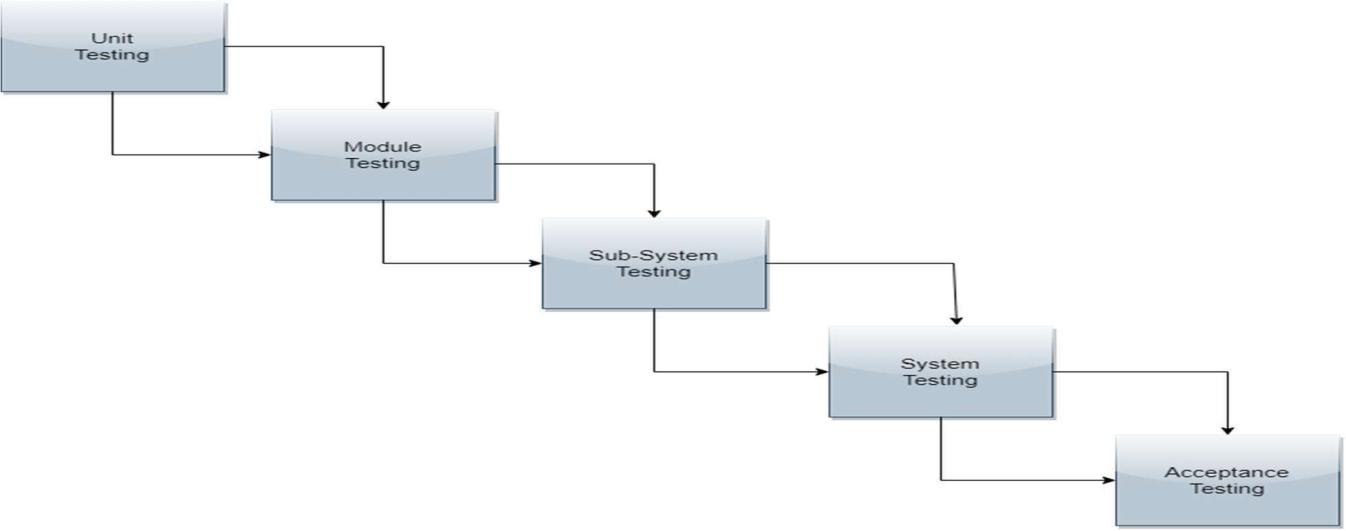 Unit
Testing
Module
Testing
Sub-System
Testing
System
Testing
Acceptance
Testing